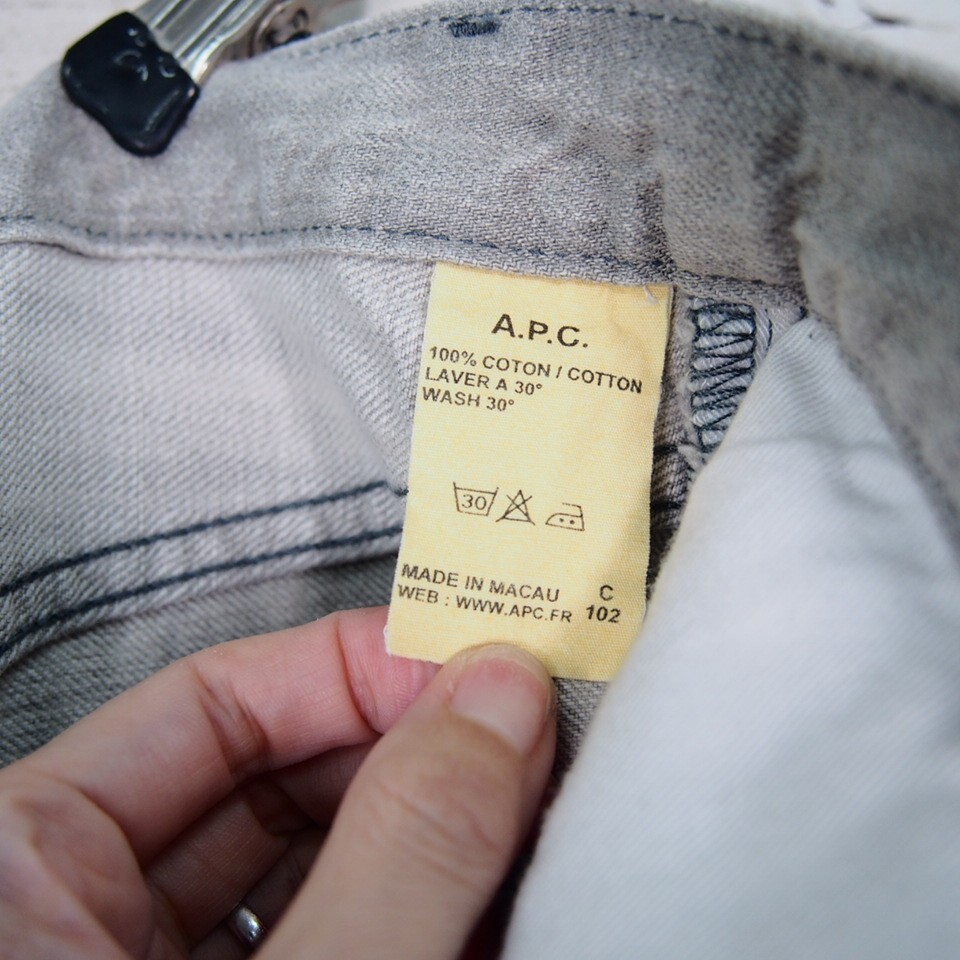 A.P.C.
100% COTON / COTTON
LAVER A 30°
WASH 30°
30
MADE IN MACAU C
WEB : WWW.APC.FR 102